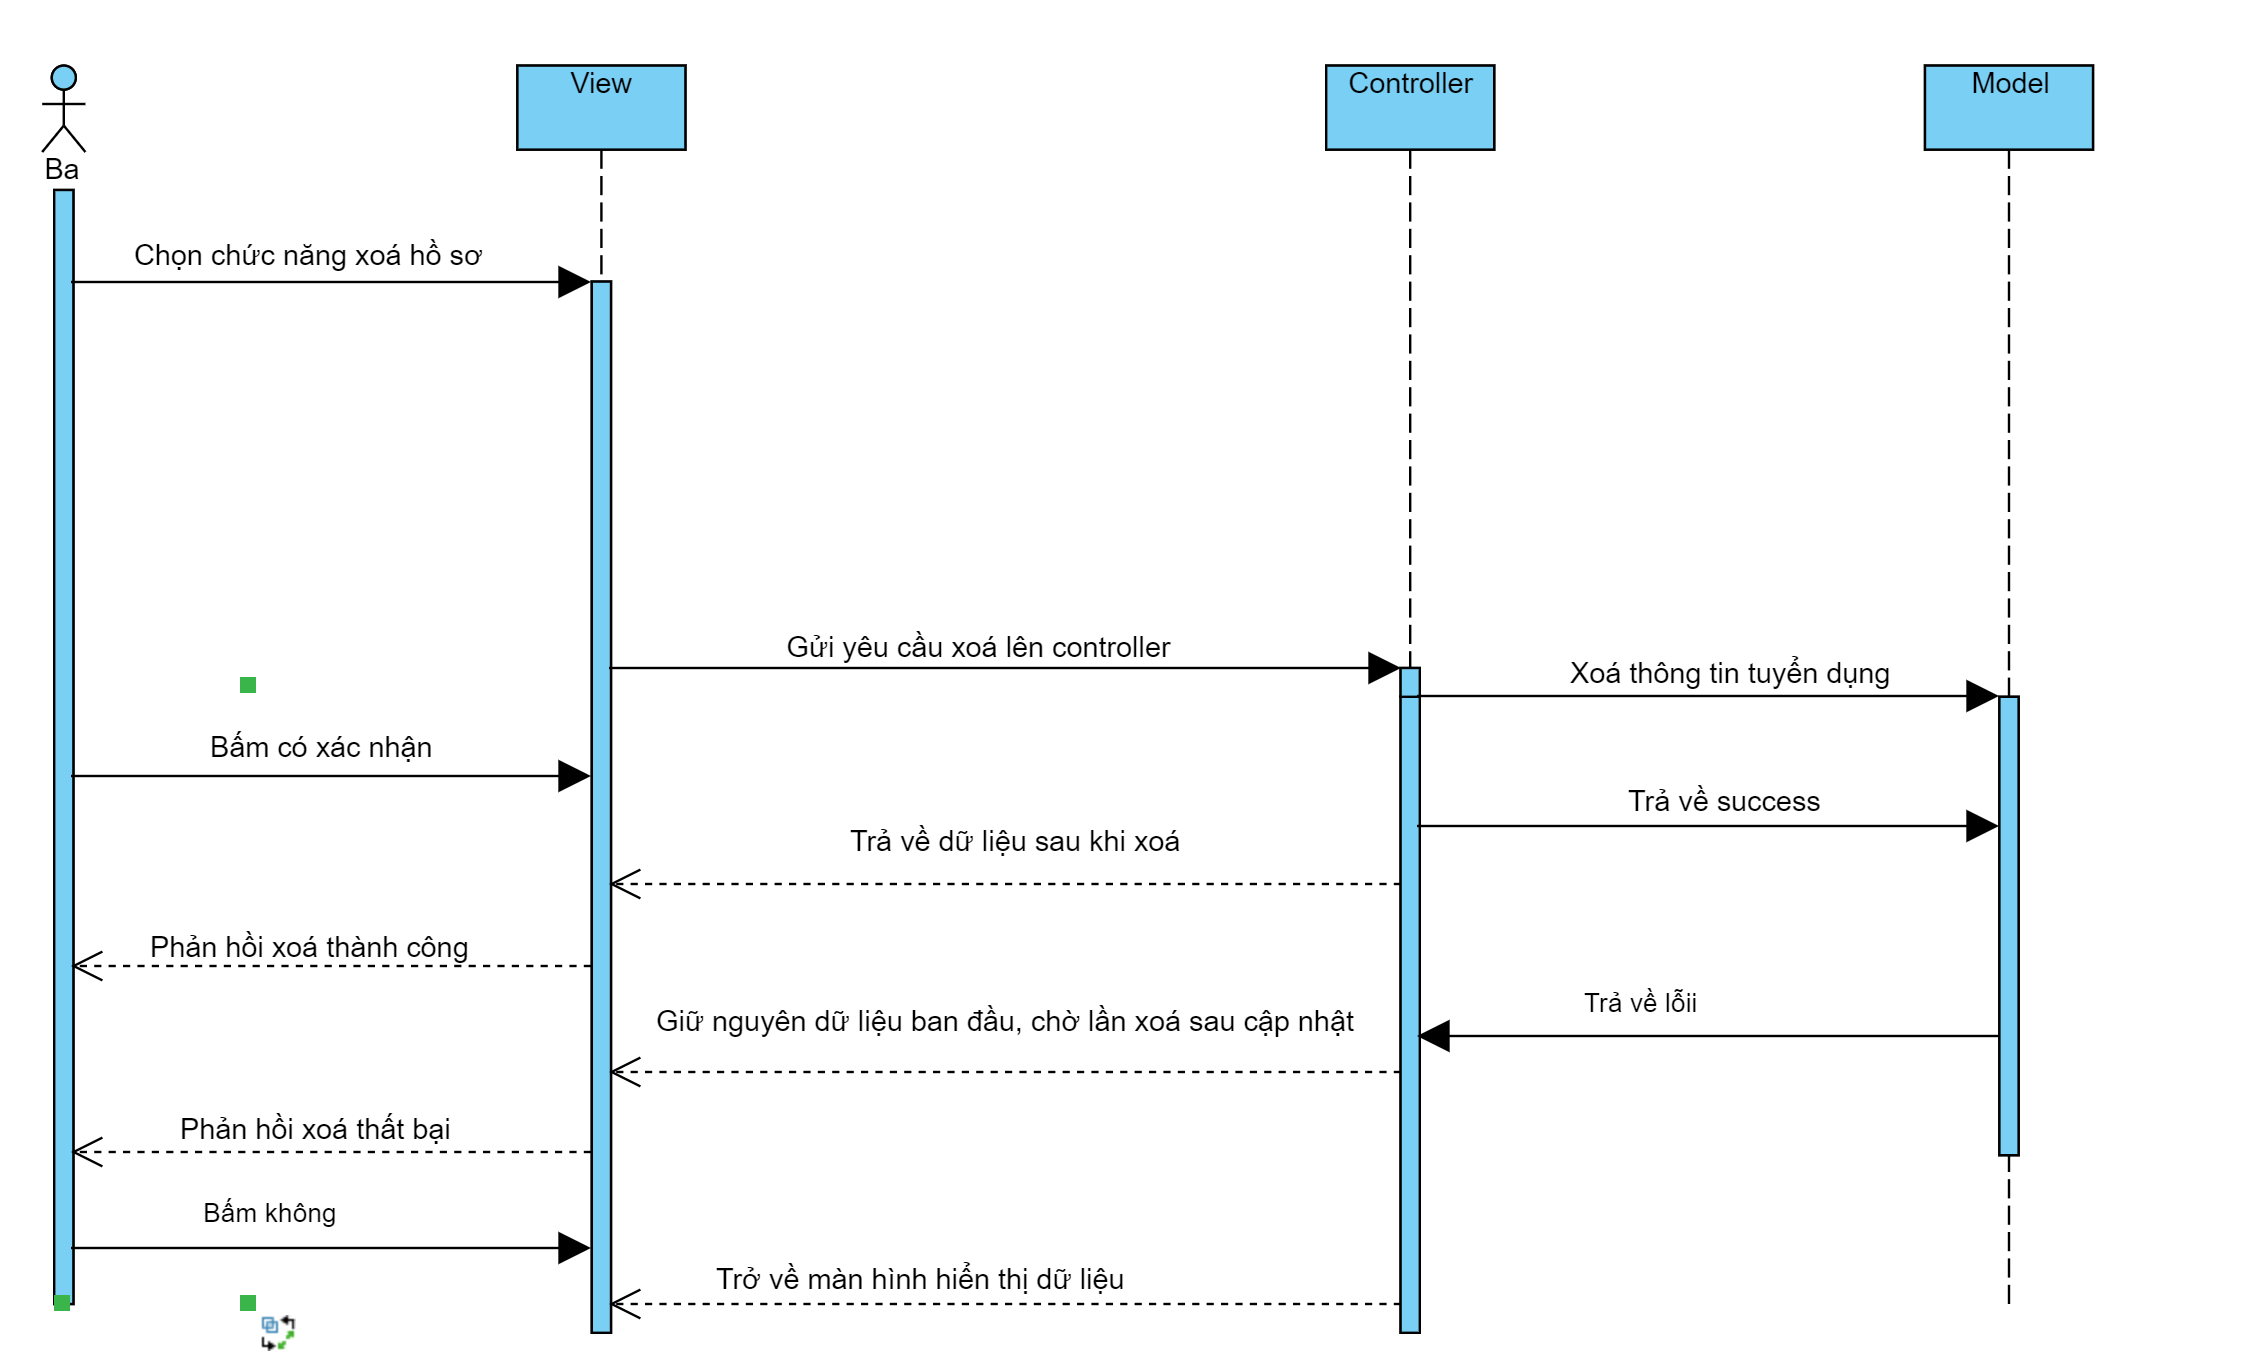 View
Controller
Model
Ba
Chọn chức năng xoá hồ sơ
Gửi yêu cầu xoá lên controller
Xoá thông tin tuyển dụng
Bấm có xác nhận
Trả về success
Trả về dữ liệu sau khi xoá
Phản hồi xoá thành công
Trả về lỗii
Giữ nguyên dữ liệu ban đầu, chờ lần xoá sau cập nhật
Phản hồi xoá thất bại
Bấm không
Trở về màn hình hiển thị dữ liệu